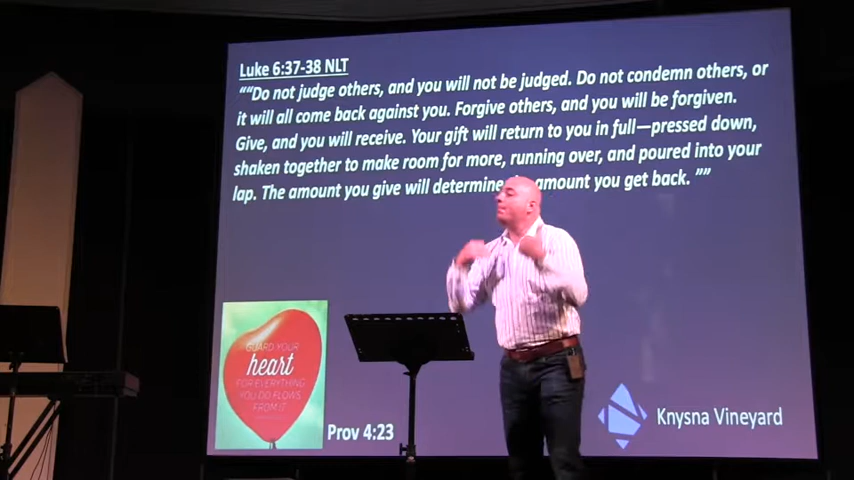 Luke 6:37-38 NLT
““Do not judge others, and you will not be judged. Do not condemn others, or
it will all come back against you. Forgive others, and you will be forgiven.
Give, and you will receive. Your gift will return to you in full—pressed down,
shaken together to make room for more, running over, and poured into your
lap. The amount you give will determine amount you get back.””
GUARD YOUR
heart
FOR EVERYTHING
YOU DO FLOWS
FROM IT
Prov 4:23
Knysna Vineyard